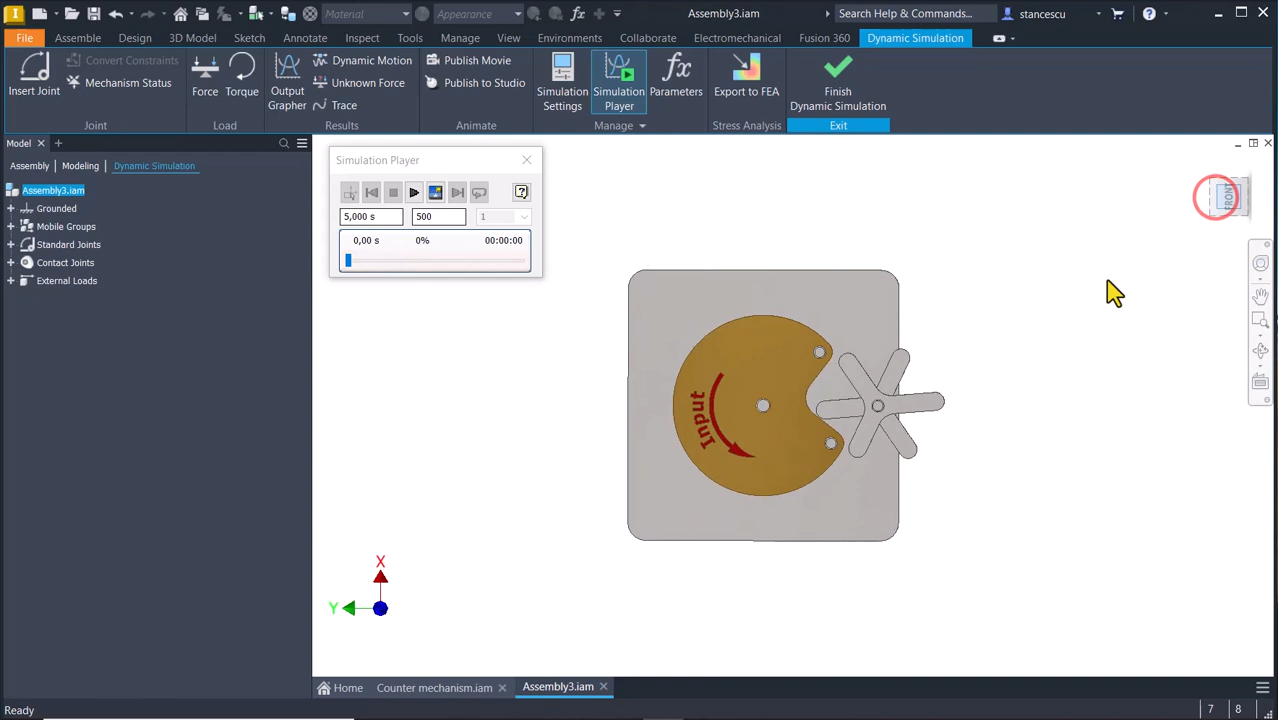 Material
Appearance
Assembly3.iam
Search Help & Commands...
stancescu
File
Assemble
Design
3D Model
Sketch
Annotate
Inspect
Tools
Manage
View
Environments
Collaborate
Electromechanical
Fusion 360
Dynamic Simulation
Insert Joint
Convert Constraints
Mechanism Status
Joint
Force
Torque
Load
Output
Grapher
Dynamic Motion
Unknown Force
Trace
Results
Publish Movie
Publish to Studio
Animate
Simulation
Settings
Simulation
Player
Parameters
Manage
Export to FEA
Stress Analysis
Finish
Dynamic Simulation
Exit
Model
Assembly
Modeling
Dynamic Simulation
Assembly3.iam
Grounded
Mobile Groups
Standard Joints
Contact Joints
External Loads
Simulation Player
5,000 s
500
1
0,00 s
0%
00:00:00
FRONT
Input
X
Y
Home
Counter mechanism.iam
Assembly3.iam
Ready
7
8